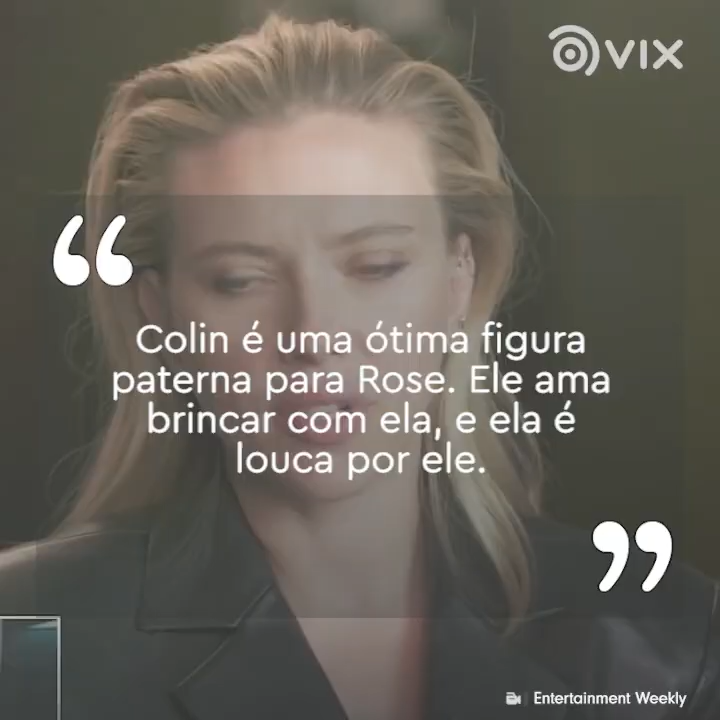 VIX
“
Colin é uma ótima figura
paterna para Rose. Ele ama
brincar com ela, e ela é
louca por ele.
”
Entertainment Weekly